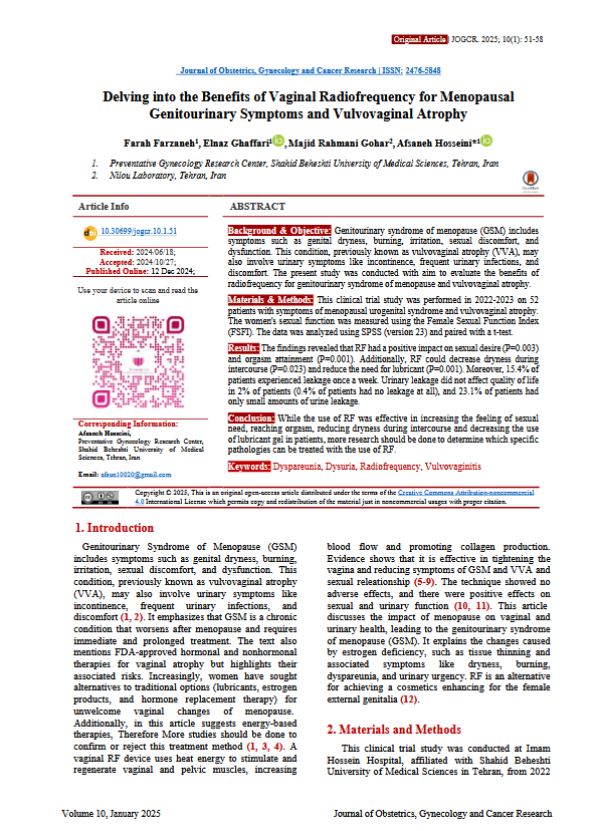 Original Article | JOGCR. 2025; 10(1): 51-58
Journal of Obstetrics, Gynecology and Cancer Research | ISSN: 2476-5848
Delving into the Benefits of Vaginal Radiofrequency for Menopausal
Genitourinary Symptoms and Vulvovaginal Atrophy
Farah Farzaneh1, Elnaz Ghaffari1, Majid Rahmani Gohar2, Afsaneh Hosseini*1
1. Preventative Gynecology Research Center, Shahid Beheshti University of Medical Sciences, Tehran, Iran
2. Nilou Laboratory, Tehran, Iran
Article Info
10.30699/jogcr.10.1.51
Received: 2024/06/18;
Accepted: 2024/10/27;
Published Online: 12 Dec 2024;
Use your device to scan and read the
article online
Corresponding Information:
Afsaneh Hosseini,
Preventative Gynecology Research Center,
Shahid Beheshti University of Medical
Sciences, Tehran, Iran
Email: afsun10020@gmail.com
ABSTRACT
Background & Objective: Genitourinary syndrome of menopause (GSM) includes
symptoms such as genital dryness, burning, irritation, sexual discomfort, and
dysfunction. This condition, previously known as vulvovaginal atrophy (VVA), may
also involve urinary symptoms like incontinence, frequent urinary infections, and
discomfort. The present study was conducted with aim to evaluate the benefits of
radiofrequency for genitourinary syndrome of menopause and vulvovaginal atrophy.
Materials & Methods: This clinical trial study was performed in 2022-2023 on 52
patients with symptoms of menopausal urogenital syndrome and vulvovaginal atrophy.
The women's sexual function was measured using the Female Sexual Function Index
(FSFI). The data was analyzed using SPSS (version 23) and paired with a t-test.
Results: The findings revealed that RF had a positive impact on sexual desire (P=0.003)
and orgasm attainment (P=0.001). Additionally, RF could decrease dryness during
intercourse (P=0.023) and reduce the need for lubricant (P=0.001). Moreover, 15.4% of
patients experienced leakage once a week. Urinary leakage did not affect quality of life
in 2% of patients (0.4% of patients had no leakage at all), and 23.1% of patients had
only small amounts of urine leakage.
Conclusion: While the use of RF was effective in increasing the feeling of sexual
need, reaching orgasm, reducing dryness during intercourse and decreasing the use
of lubricant gel in patients, more research should be done to determine which specific
pathologies can be treated with the use of RF.
Keywords: Dyspareunia, Dysuria, Radiofrequency, Vulvovaginitis
Copyright © 2025, This is an original open-access article distributed under the terms of the Creative Commons Attribution-noncommercial
4.0 International License which permits copy and redistribution of the material just in noncommercial usages with proper citation.
1. Introduction
Genitourinary Syndrome of Menopause (GSM)
includes symptoms such as genital dryness, burning,
irritation, sexual discomfort, and dysfunction. This
condition, previously known as vulvovaginal atrophy
(VVA), may also involve urinary symptoms like
incontinence, frequent urinary infections, and
discomfort (1, 2). It emphasizes that GSM is a chronic
condition that worsens after menopause and requires
immediate and prolonged treatment. The text also
mentions FDA-approved hormonal and nonhormonal
therapies for vaginal atrophy but highlights their
associated risks. Increasingly, women have sought
alternatives to traditional options (lubricants, estrogen
products, and hormone replacement therapy) for
unwelcome vaginal changes of menopause.
Additionally, in this article suggests energy-based
therapies, Therefore More studies should be done to
confirm or reject this treatment method (1, 3, 4). A
vaginal RF device uses heat energy to stimulate and
regenerate vaginal and pelvic muscles, increasing
blood flow and promoting collagen production.
Evidence shows that it is effective in tightening the
vagina and reducing symptoms of GSM and VVA and
sexual releationship (5-9). The technique showed no
adverse effects, and there were positive effects on
sexual and urinary function (10, 11). This article
discusses the impact of menopause on vaginal and
urinary health, leading to the genitourinary syndrome
of menopause (GSM). It explains the changes caused
by estrogen deficiency, such as tissue thinning and
associated symptoms like dryness, burning,
dyspareunia, and urinary urgency. RF is an alternative
for achieving a cosmetics enhancing for the female
external genitalia (12).
2. Materials and Methods
This clinical trial study was conducted at Imam
Hossein Hospital, affiliated with Shahid Beheshti
University of Medical Sciences in Tehran, from 2022
Volume 10, January 2025
Journal of Obstetrics, Gynecology and Cancer Research